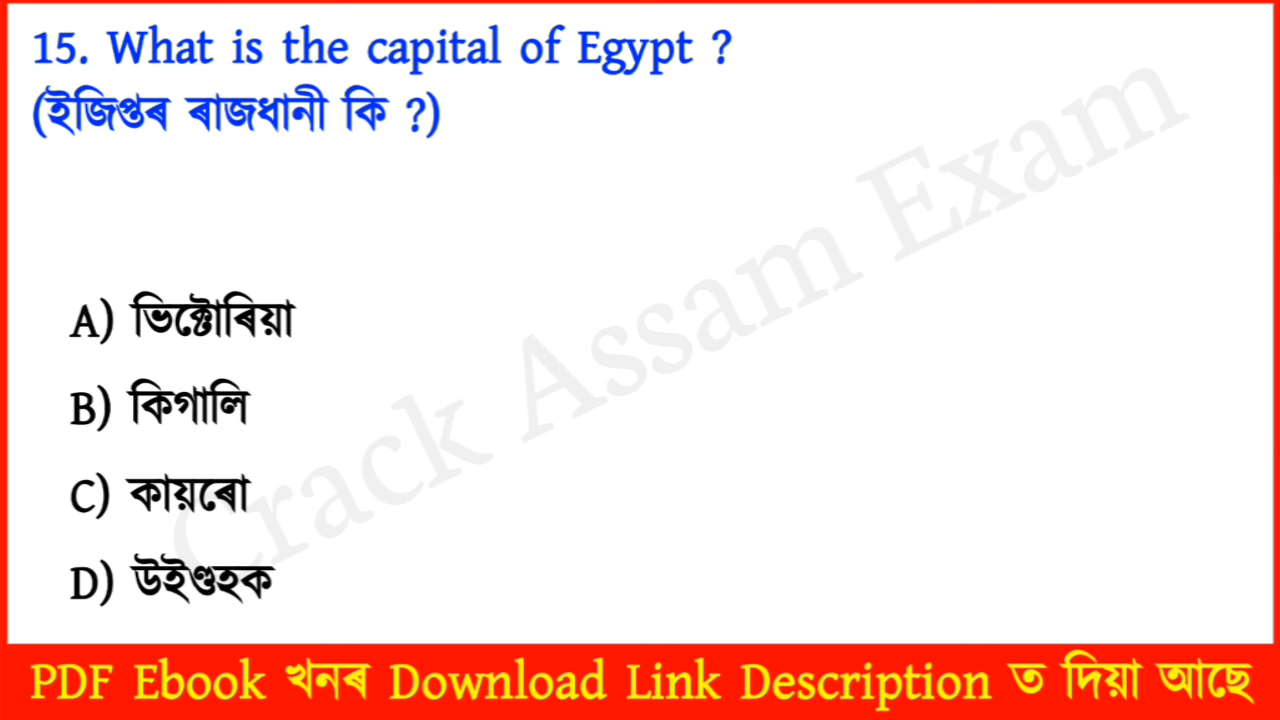 15. What is the capital of Egypt ?
(ইজিপ্তৰ ৰাজধানী কি ?)
Crack Assam Exam
A) ভিক্টোৰিয়া
B) কিগালি
C) কায়ৰো
D) উইণ্ডহক
PDF Ebook খনৰ Download Link Description ত দিয়া আছে